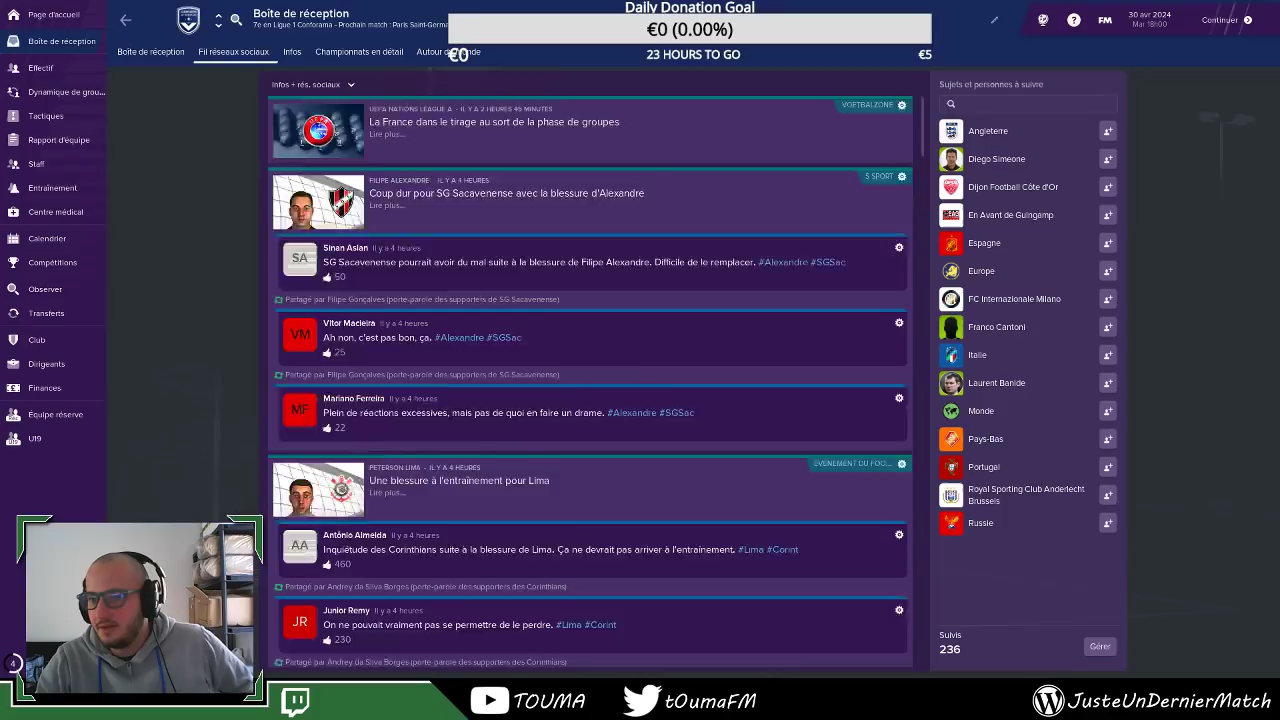 Boîte de réception
7e en Ligue 1 Conforama - Prochain match : Paris Saint-Germa
Daily Donation Goal
€0 (0.00%)
€0
23 HOURS TO GO
€5
FM
30 avr 2024
Mar 18h00
Continuer
Boîte de réception
Fil réseaux sociaux
Infos
Championnats en détail
Autour du
Page d'accueil
Boîte de réception
Effectif
Dynamique de grou...
Tactiques
Rapport d'équipe
Staff
Entraînement
Centre médical
Calendrier
Compétitions
Observer
Transferts
Club
Dirigeants
Finances
Equipe réserve
U19
4
Infos + rés. sociaux
UEFA NATIONS LEAGUE A - IL Y A 2 HEURES 45 MINUTES
VOETBALZONE
La France dans le tirage au sort de la phase de groupes
Lire plus...
FILIPE ALEXANDRE - IL Y A 4 HEURES
5 SPORT
Coup dur pour SG Sacavenense avec la blessure d'Alexandre
Lire plus...
SA
Sinan Aslan Il y a 4 heures
SG Sacavenense pourrait avoir du mal suite à la blessure de Filipe Alexandre. Difficile de le remplacer. #Alexandre #SGSac
50
Partagé par Filipe Gonçalves (porte-parole des supporters de SG Sacavenense)
VM
Vítor Macieira Il y a 4 heures
Ah non, c'est pas bon, ça. #Alexandre #SGSac
25
Partagé par Filipe Gonçalves (porte-parole des supporters de SG Sacavenense)
MF
Mariano Ferreira Il y a 4 heures
Plein de réactions excessives, mais pas de quoi en faire un drame. #Alexandre #SGSac
22
PETERSON LIMA - IL Y A 4 HEURES
EVÉNEMENT DU FOO...
Une blessure à l'entraînement pour Lima
Lire plus...
AA
Antônio Almeida Il y a 4 heures
Inquiétude des Corinthians suite à la blessure de Lima. Ça ne devrait pas arriver à l'entraînement. #Lima #Corint
460
Partagé par Andrey da Silva Borges (porte-parole des supporters des Corinthians)
JR
Junior Remy Il y a 4 heures
On ne pouvait vraiment pas se permettre de le perdre. #Lima #Corint
230
Partagé par Andrey da Silva Borges (porte-parole des supporters des Corinthians)
Sujets et personnes à suivre
Angleterre
Diego Simeone
Dijon Football Côte d'Or
En Avant de Guingamp
Espagne
Europe
FC Internazionale Milano
Franco Cantoni
Italie
Laurent Banide
Monde
Pays-Bas
Portugal
Royal Sporting Club Anderlecht
Brussels
Russie
Suivis
236
Gérer
TOUMA
tOumaFM
JusteUnDernierMatch